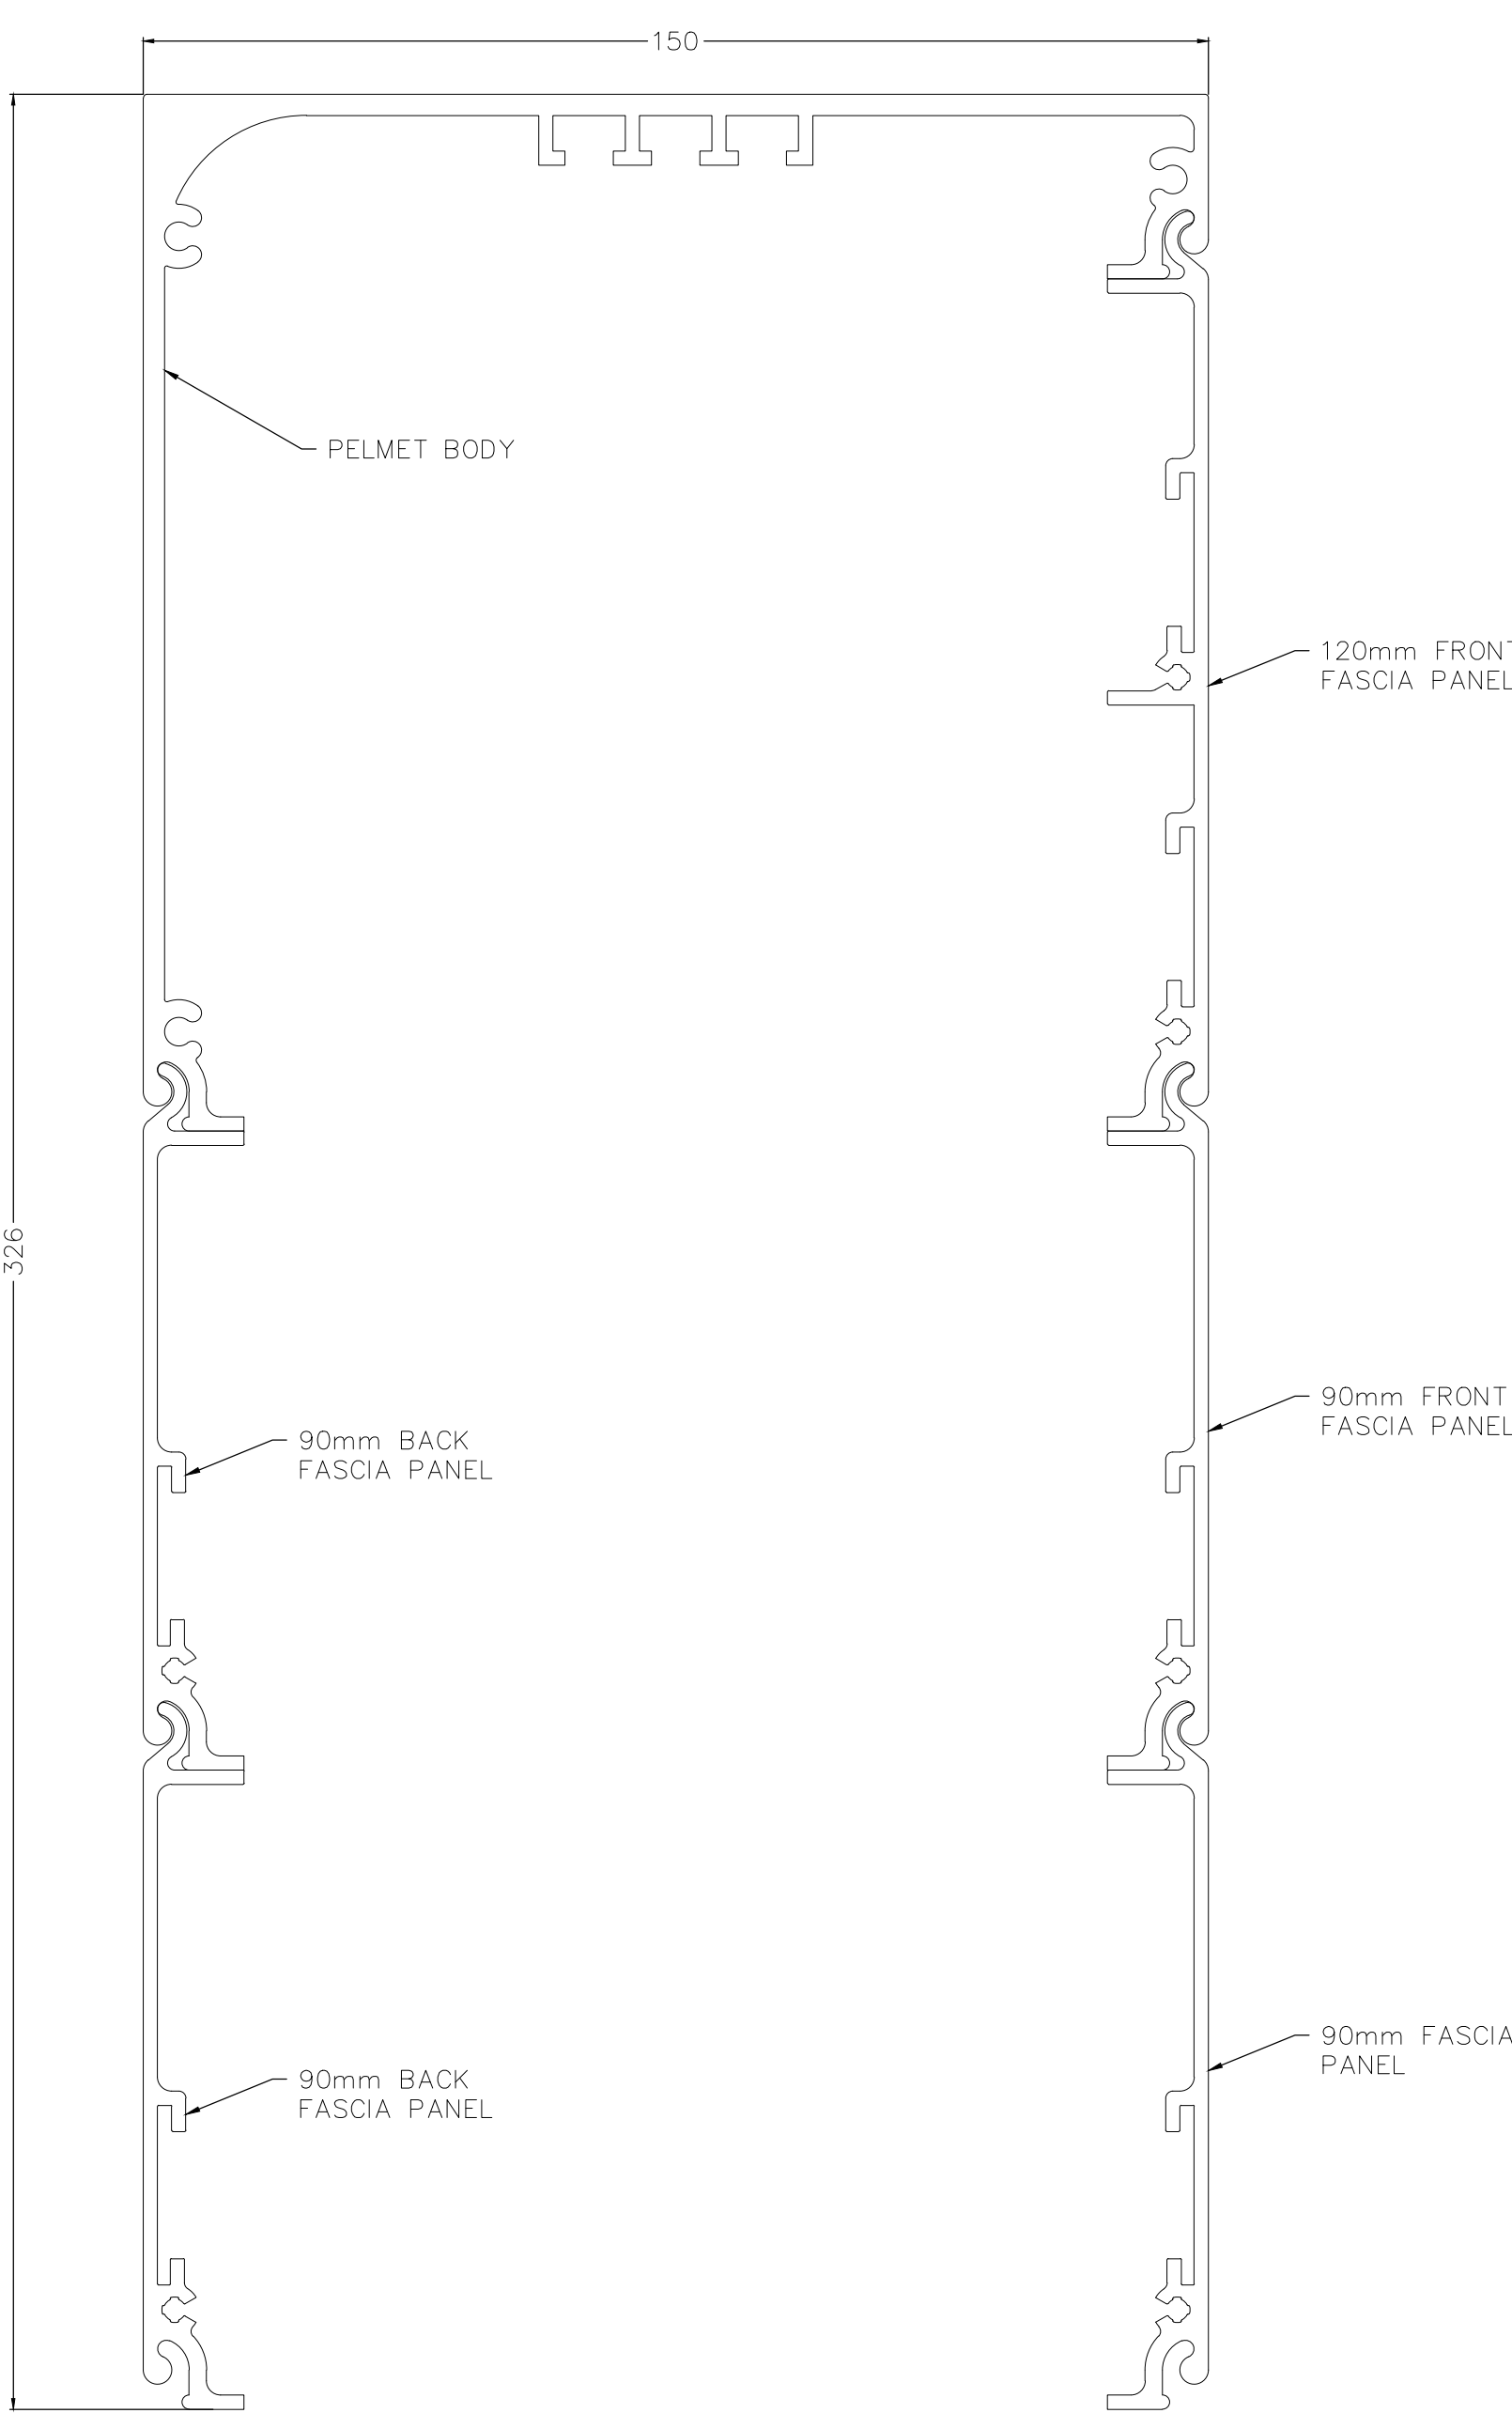 150
PELMET BODY
120mm FRONT
FASCIA PANEL
326
90mm FRONT
FASCIA PANEL
90mm BACK
FASCIA PANEL
90mm FASCIA
PANEL
90mm BACK
FASCIA PANEL